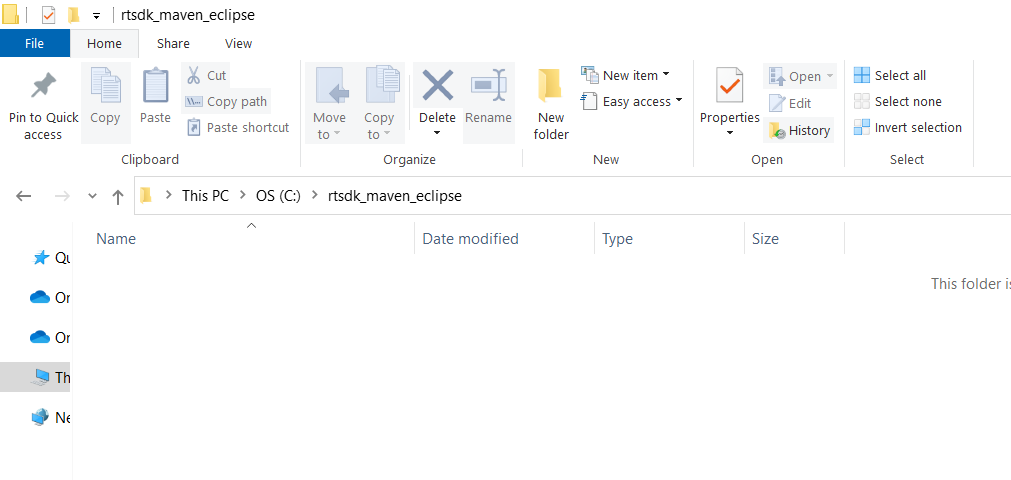 rtsdk_maven_eclipse
File Home Share View
Pin to Quick access
Copy
Paste
Cut
Copy path
Paste shortcut
Clipboard
Move to
Copy to
Delete
Rename
Organize
New folder
New item
Easy access
New
Properties
Open
Edit
History
Open
Select all
Select none
Invert selection
Select
This PC OS (C:) rtsdk_maven_eclipse
Name Date modified Type Size
This folder is
Qu
On
On
Th
Ne